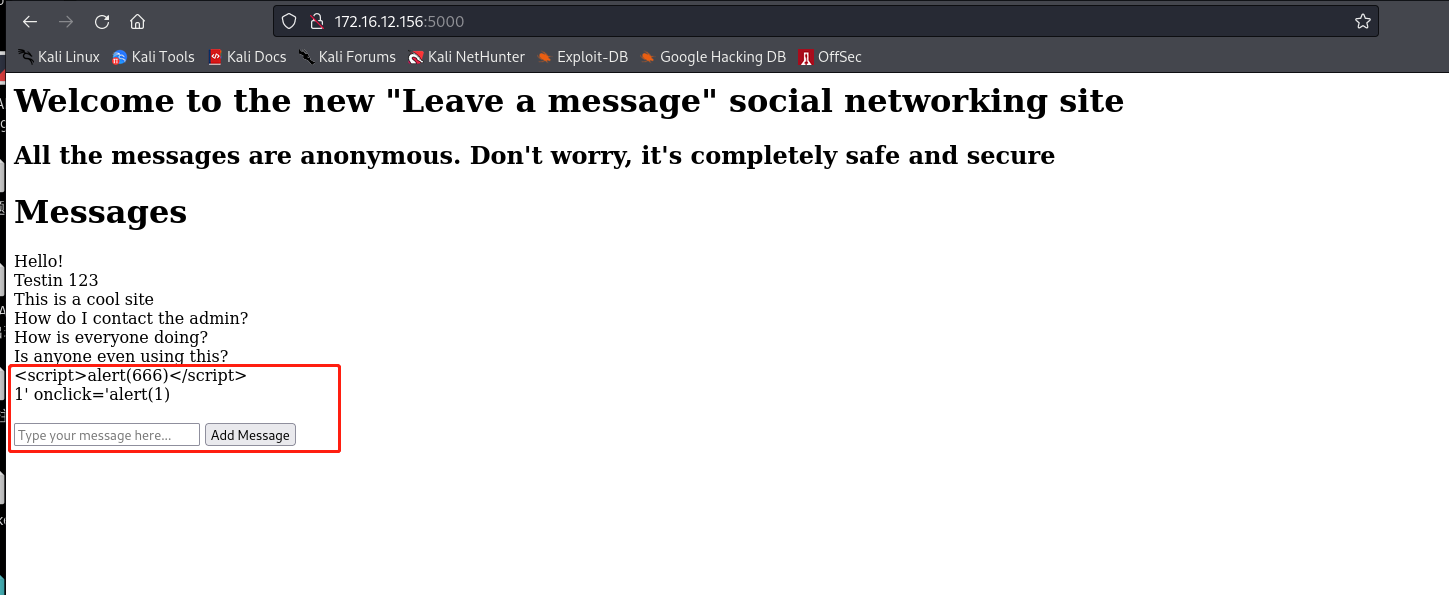 172.16.12.156:5000
Kali Linux Kali Tools Kali Docs Kali Forums Kali NetHunter Exploit-DB Google Hacking DB OffSec
Welcome to the new "Leave a message" social networking site
All the messages are anonymous. Don't worry, it's completely safe and secure
Messages
Hello!
Testin 123
This is a cool site
How do I contact the admin?
How is everyone doing?
Is anyone even using this?
<script>alert(666)</script>
1' onclick='alert(1)
Type your message here... Add Message